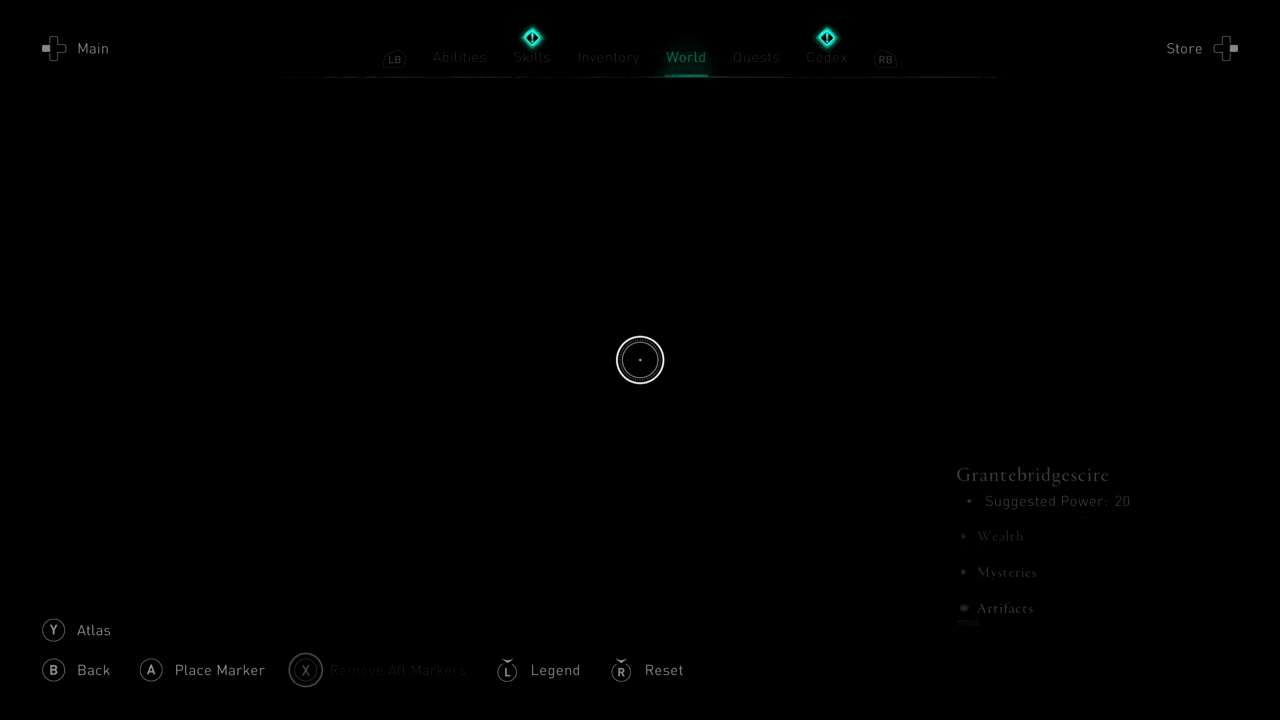 Main
LB Abilities Skills Inventory World Quests Codex RB
Store
Grantebridgescire
Suggested Power: 20
Wealth
Mysteries
Artifacts
Y Atlas
B Back A Place Marker X Remove All Markers L Legend R Reset